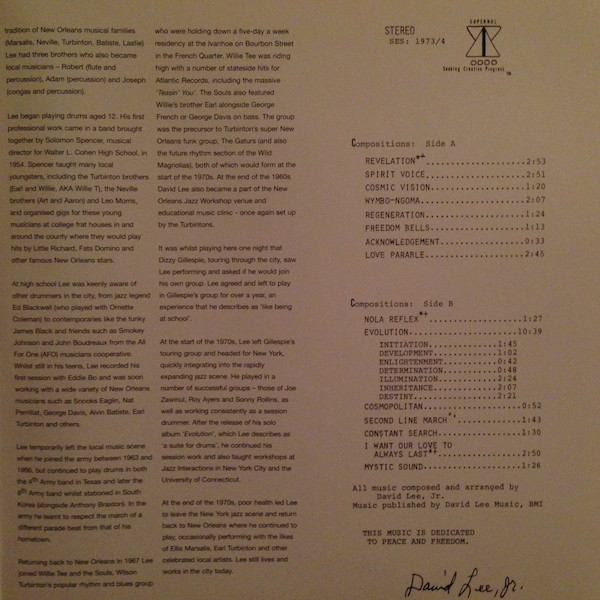 tradition of New Orleans musical families
(Marsalis, Neville, Turbinton, Batiste, Lastie)
Lee had three brothers who also became
local musicians – Robert (flute and
percussion), Adam (percussion) and Joseph
(congas and percussion).
Lee began playing drums aged 12. His first
professional work came in a band brought
together by Solomon Spencer, musical
director for Walter L. Cohen High School, in
1954. Spencer taught many local
youngsters, including the Turbinton brothers
(Earl and Willie, AKA Willie T), the Neville
brothers (Art and Aaron) and Leo Morris,
and organised gigs for these young
musicians at college frat houses in and
around the county where they would play
hits by Little Richard, Fats Domino and
other famous New Orleans stars.
At high school Lee was keenly aware of
other drummers in the city, from jazz legend
Ed Blackwell (who played with Ornette
Coleman) to contemporaries like the funky
James Black and friends such as Smokey
Johnson and John Boudreaux from the All
For One (AFO) musicians cooperative.
Whilst still in his teens, Lee recorded his
first session with Eddie Bo and was soon
working with a wide variety of New Orleans
musicians such as Snooks Eaglin, Nat
Perrilliat, George Davis, Alvin Batiste, Earl
Turbinton and others.
Lee temporarily left the local music scene
when he joined the army between 1963 and
1966, but continued to play drums in both
the 4th Army band in Texas and later the
8th Army band whilst stationed in South
Korea (alongside Anthony Braxton). In the
army he learnt to respect the march of a
different parade beat from that of his
hometown.
Returning back to New Orleans in 1967 Lee
joined Willie Tee and the Souls, Wilson
Turbinton's popular rhythm and blues group
who were holding down a five-day a week
residency at the Ivanhoe on Bourbon Street
in the French Quarter. Willie Tee was riding
high with a number of stateside hits for
Atlantic Records, including the massive
'Teasin' You'. The Souls also featured
Willie's brother Earl alongside George
French or George Davis on bass. The group
was the precursor to Turbinton's super New
Orleans funk group, The Gaturs (and also
the future rhythm section of the Wild
Magnolias), both of which would form at the
start of the 1970s. At the end of the 1960s
David Lee also became a part of the New
Orleans Jazz Workshop venue and
educational music clinic - once again set up
by the Turbintons.
It was whilst playing here one night that
Dizzy Gillespie, touring through the city, saw
Lee performing and asked if he would join
his own group. Lee agreed and left to play
in Gillespie's group for over a year, an
experience that he describes as 'like being
at school'.
At the start of the 1970s, Lee left Gillespie's
touring group and headed for New York,
quickly integrating into the rapidly
expanding jazz scene. He played in a
number of successful groups – those of Joe
Zawinul, Roy Ayers and Sonny Rollins, as
well as working consistently as a session
drummer. After the release of his solo
album 'Evolution', which Lee describes as
'a suite for drums', he continued his
session work and also taught workshops at
Jazz Interactions in New York City and the
University of Connecticut.
At the end of the 1970s, poor health led Lee
to leave the New York jazz scene and return
back to New Orleans where he continued to
play, occasionally performing with the likes
of Ellis Marsalis, Earl Turbinton and other
celebrated local artists. Lee still lives and
works in the city today.
STEREO
SES: 1973/4
SUPERNAL
Seeking Creative Progress TM
Compositions: Side A
REVELATION*+......................2:53
SPIRIT VOICE......................2:51
COSMIC VISION.....................1:20
WYMBO-NGOMA.......................2:07
REGENERATION......................1:24
FREEDOM BELLS.....................1:13
ACKNOWLEDGEMENT...................0:33
LOVE PARABLE......................2:45
Compositions: Side B
NOLA REFLEX*+.....................1:27
EVOLUTION.........................10:39
INITIATION..............1:45
DEVELOPMENT.............1:02
ENLIGHTENMENT...........0:42
DETERMINATION...........0:48
ILLUMINATION............2:24
INHERITANCE.............2:07
DESTINY.................2:21
COSMOPOLITAN......................0:52
SECOND LINE MARCH*+...............1:43
CONSTANT SEARCH...................1:30
I WANT OUR LOVE TO
ALWAYS LAST*+...................2:50
MYSTIC SOUND......................1:26
All music composed and arranged by
David Lee, Jr.
Music published by David Lee Music, BMI
THIS MUSIC IS DEDICATED
TO PEACE AND FREEDOM.
David Lee, Jr.